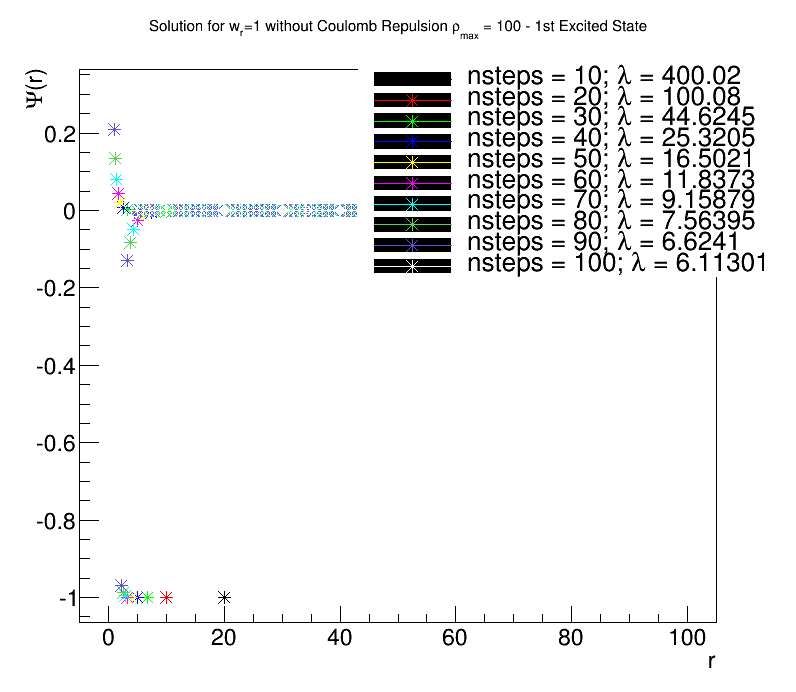 Solution for wr=1 without Coulomb Repulsion ρmax = 100 - 1st Excited State
Ψ(r)
nsteps = 10; λ = 400.02
nsteps = 20; λ = 100.08
nsteps = 30; λ = 44.6245
nsteps = 40; λ = 25.3205
nsteps = 50; λ = 16.5021
nsteps = 60; λ = 11.8373
nsteps = 70; λ = 9.15879
nsteps = 80; λ = 7.56395
nsteps = 90; λ = 6.6241
nsteps = 100; λ = 6.11301
0.2
0
-0.2
-0.4
-0.6
-0.8
-1
0 20 40 60 80 100
r